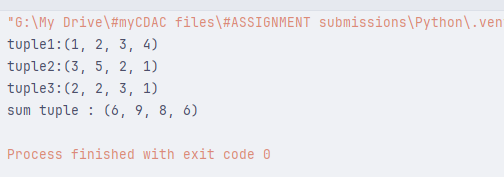 "G:\My Drive\#myCDAC files\#ASSIGNMENT submissions\Python\.ven
tuple1:(1, 2, 3, 4)
tuple2:(3, 5, 2, 1)
tuple3:(2, 2, 3, 1)
sum tuple : (6, 9, 8, 6)
Process finished with exit code 0